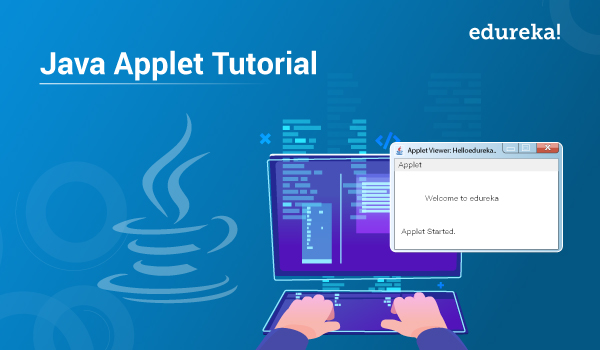 edureka!
Java Applet Tutorial
</>
Applet Viewer: Helloedureka..
Applet
Welcome to edureka
Applet Started.